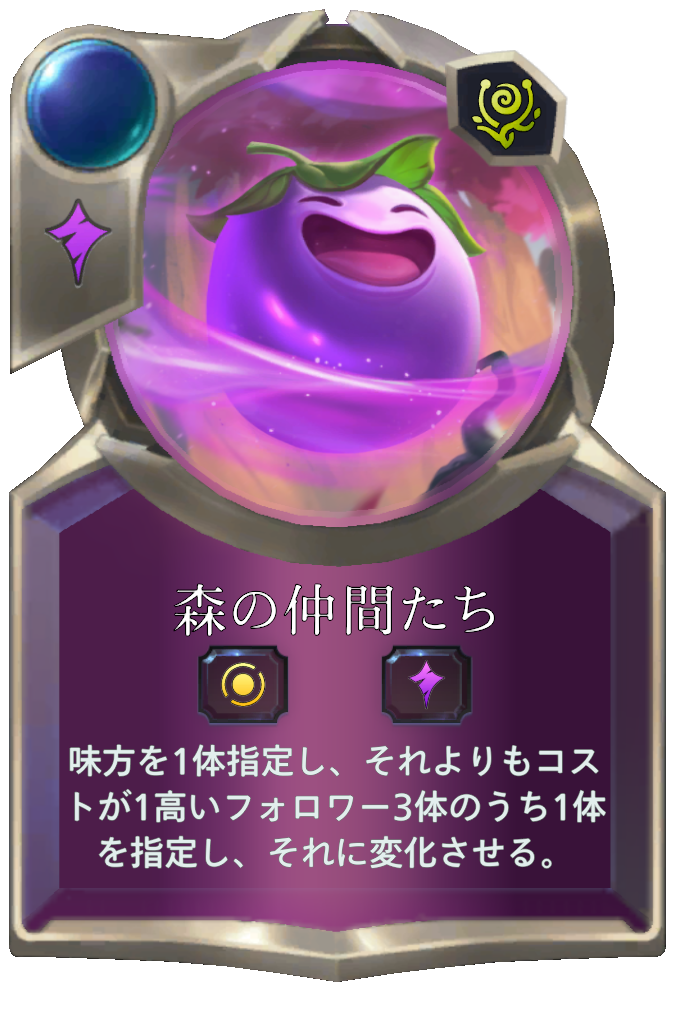 森の仲間たち
味方を1体指定し、それよりもコス
トが1高いフォロワー3体のうち1体
を指定し、それに変化させる。